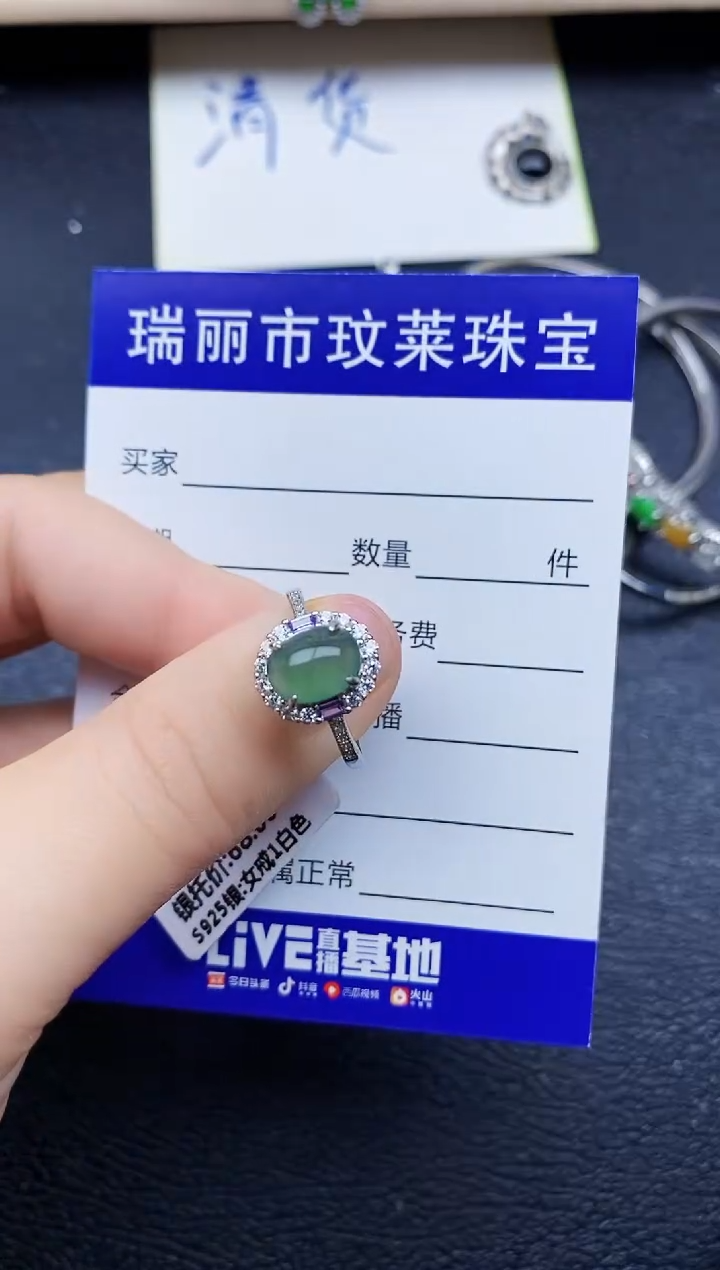 清货
瑞丽市玟莱珠宝
买家
数量 件
务费
播
银托价:68.
S925银:女戒1白色
属正常
LiVE直播基地
今日头条 抖音 西瓜视频 火山